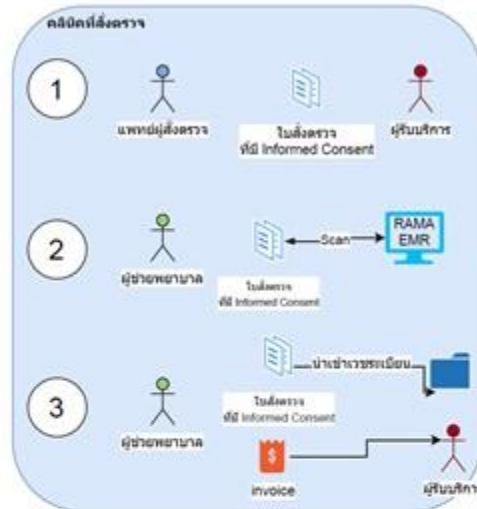 คลินิคที่สั่งตรวจ
1
แพทย์ผู้สั่งตรวจ
ใบสั่งตรวจ
ที่มี Informed Consent
ผู้รับบริการ
2
ผู้ช่วยพยาบาล
ใบสั่งตรวจ
ที่มี Informed Consent
Scan
RAMA
EMR
3
ผู้ช่วยพยาบาล
ใบสั่งตรวจ
ที่มี Informed Consent
นำเข้าเวชระเบียน
$
invoice
ผู้รับบริการ